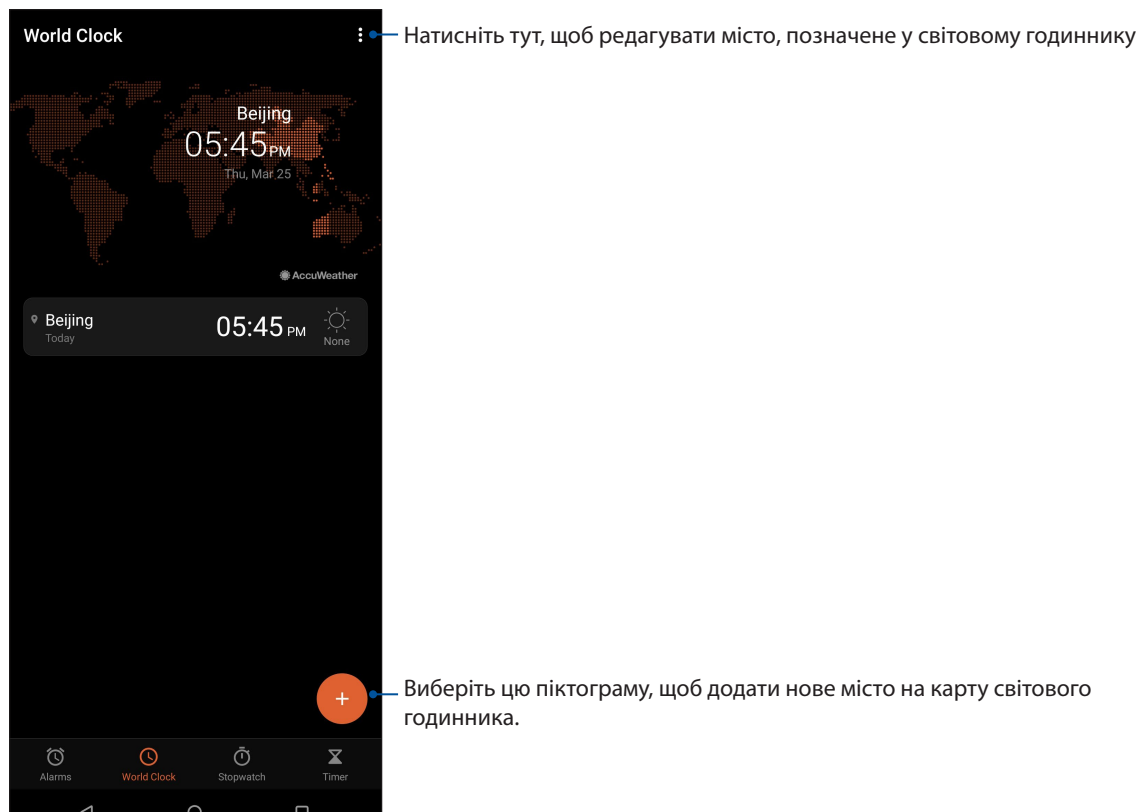 World Clock
Натисніть тут, щоб редагувати місто, позначене у світовому годиннику
Beijing
05:45 PM
Thu, Mar 25
AccuWeather
Beijing
Today
05:45 PM
None
Виберіть цю піктограму, щоб додати нове місто на карту світового
годинника.
Alarms
World Clock
Stopwatch
Timer